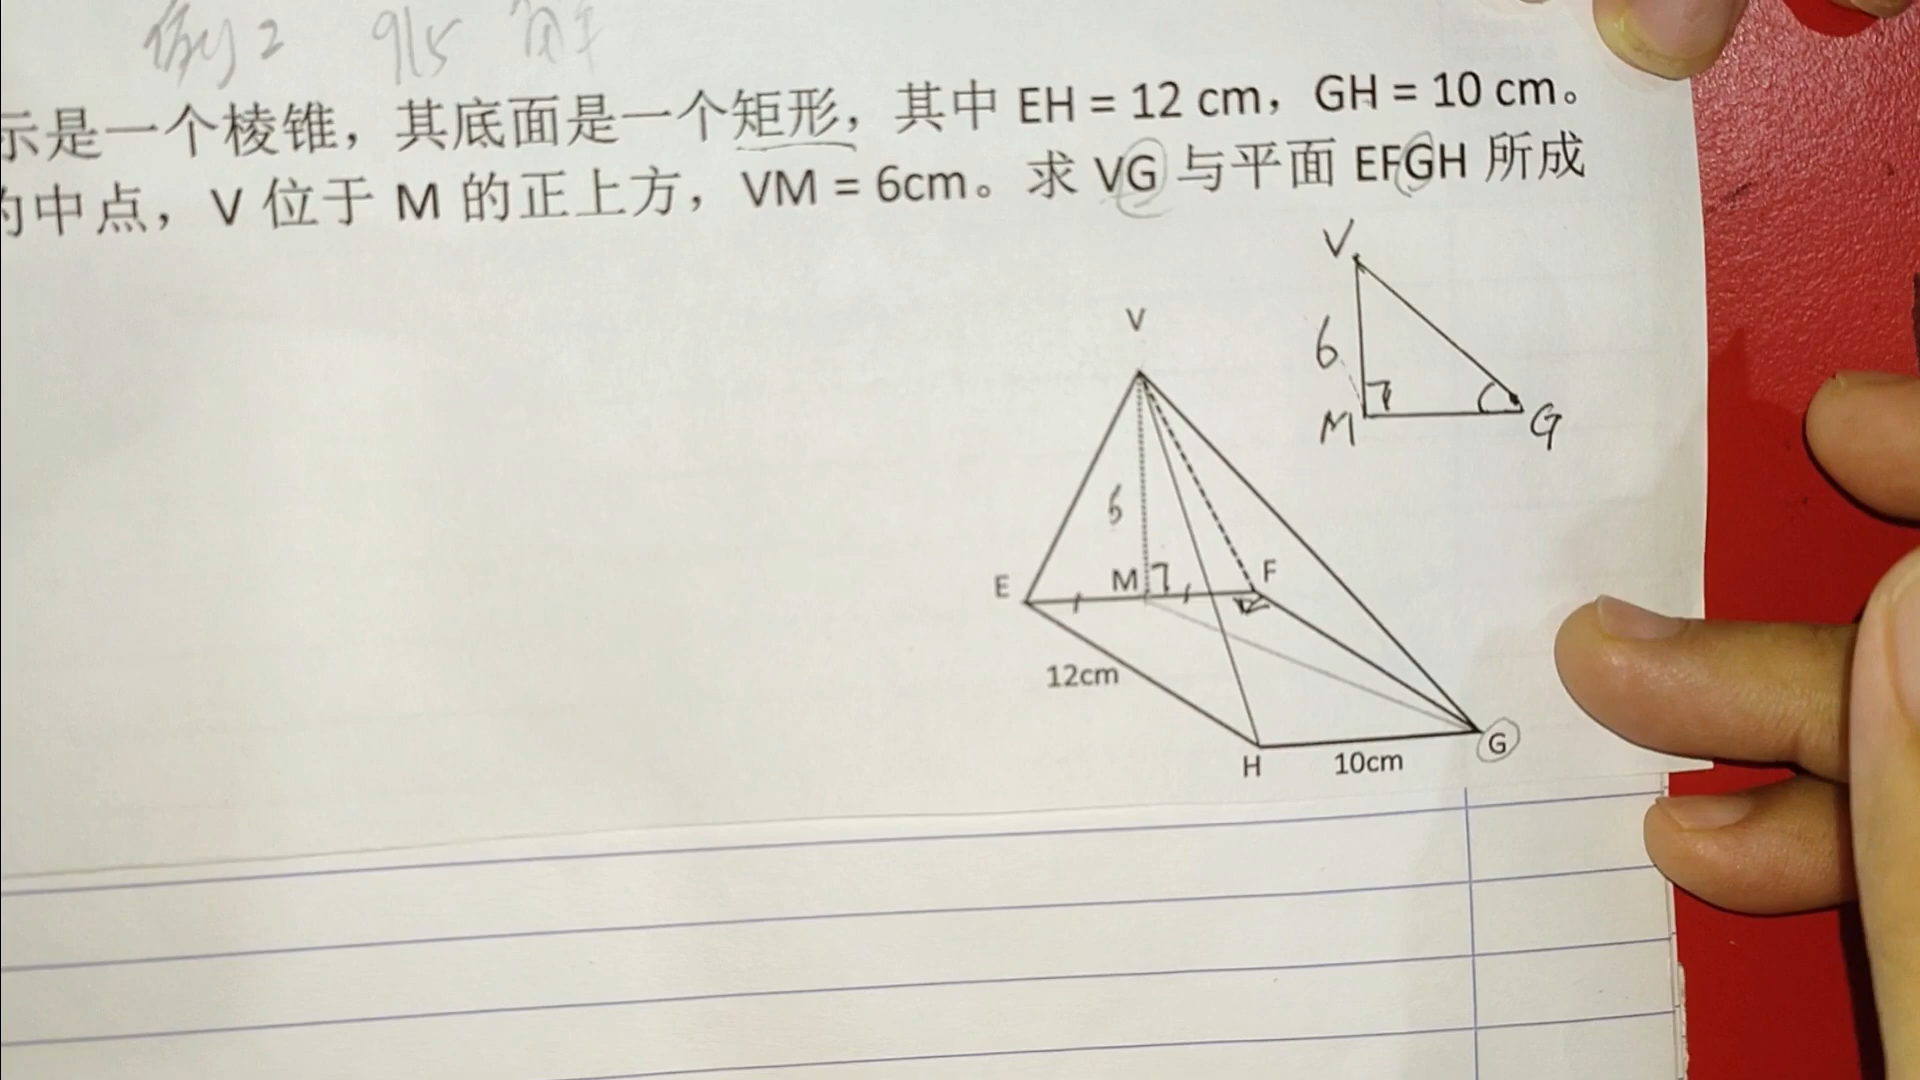 例2 915
示是一个棱锥，其底面是一个矩形，其中 EH = 12 cm，GH = 10 cm。
的中点，V 位于 M 的正上方，VM = 6cm。求 VG 与平面 EFGH 所成
V
6
M
G
V
6
E
M
F
12cm
H
10cm
G